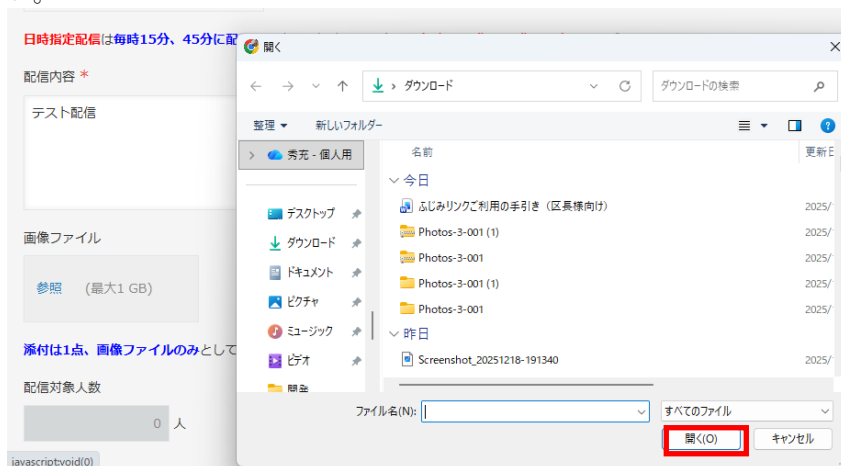 日時指定配信は毎時15分、45分に配
配信内容 *
テスト配信
画像ファイル
参照 (最大1 GB)
添付は1点、画像ファイルのみとして
配信対象人数
0 人
javascript:void(0)
開く
ダウンロード
ダウンロードの検索
整理 新しいフォルダー
秀充 - 個人用
デスクトップ
ダウンロード
ドキュメント
ピクチャ
ミュージック
ビデオ
開発
名前 更新日
今日
ふじみリンクご利用の手引き（区長様向け） 2025/
Photos-3-001 (1) 2025/
Photos-3-001 2025/
Photos-3-001 (1) 2025/
Photos-3-001 2025/
昨日
Screenshot_20251218-191340 2025/
ファイル名(N): すべてのファイル
開く(O) キャンセル